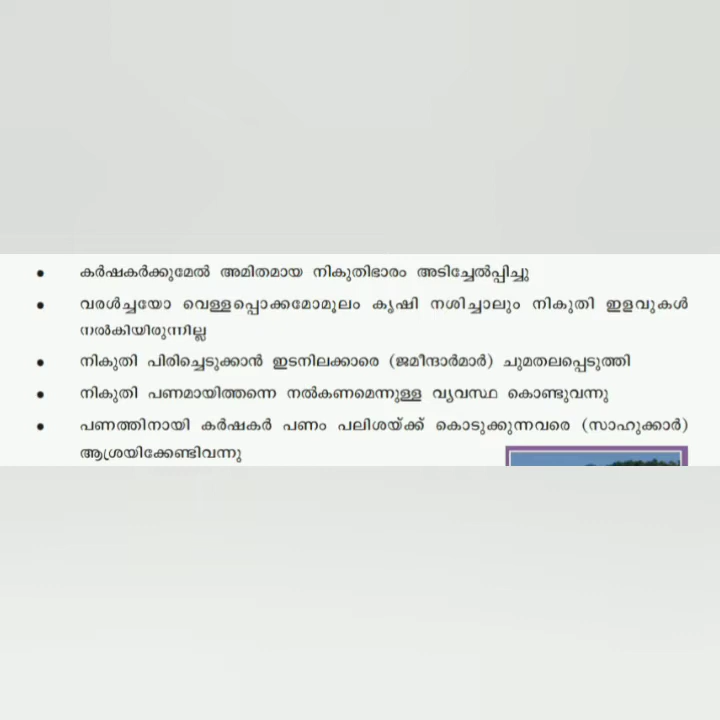 • കർഷകർക്കുമേൽ അമിതമായ നികുതിഭാരം അടിച്ചേൽപ്പിച്ചു
• വരൾച്ചയോ വെള്ളപ്പൊക്കമോമൂലം കൃഷി നശിച്ചാലും നികുതി ഇളവുകൾ
നൽകിയിരുന്നില്ല
• നികുതി പിരിച്ചെടുക്കാൻ ഇടനിലക്കാരെ (ജമീന്ദാർമാർ) ചുമതലപ്പെടുത്തി
• നികുതി പണമായിത്തന്നെ നൽകണമെന്നുള്ള വ്യവസ്ഥ കൊണ്ടുവന്നു
• പണത്തിനായി കർഷകർ പണം പലിശയ്ക്ക് കൊടുക്കുന്നവരെ (സാഹുക്കാർ)
ആശ്രയിക്കേണ്ടിവന്നു